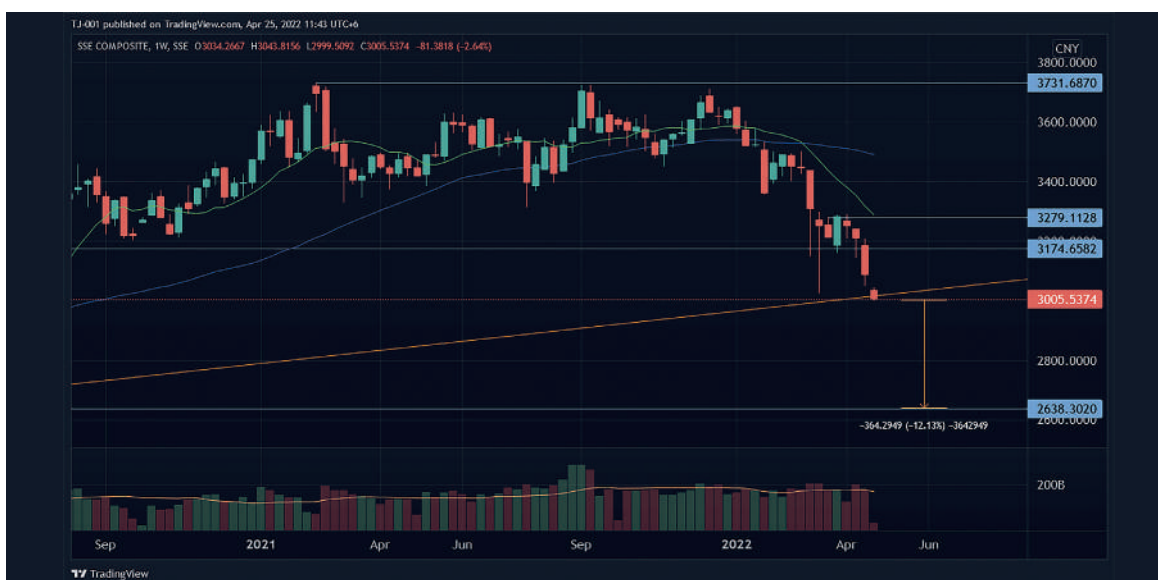 TJ-001 published on TradingView.com, Apr 25, 2022 11:43 UTC+6
SSE COMPOSITE, 1W, SSE O3034.2667 H3043.8156 L2999.5092 C3005.5374 -81.3818 (-2.64%)
CNY
3800.0000
3731.6870
3600.0000
3400.0000
3279.1128
3174.6582
3005.5374
2800.0000
2638.3020
2600.0000
-364.2949 (-12.13%) -3642949
200B
Sep 2021 Apr Jun Sep 2022 Apr Jun
TradingView